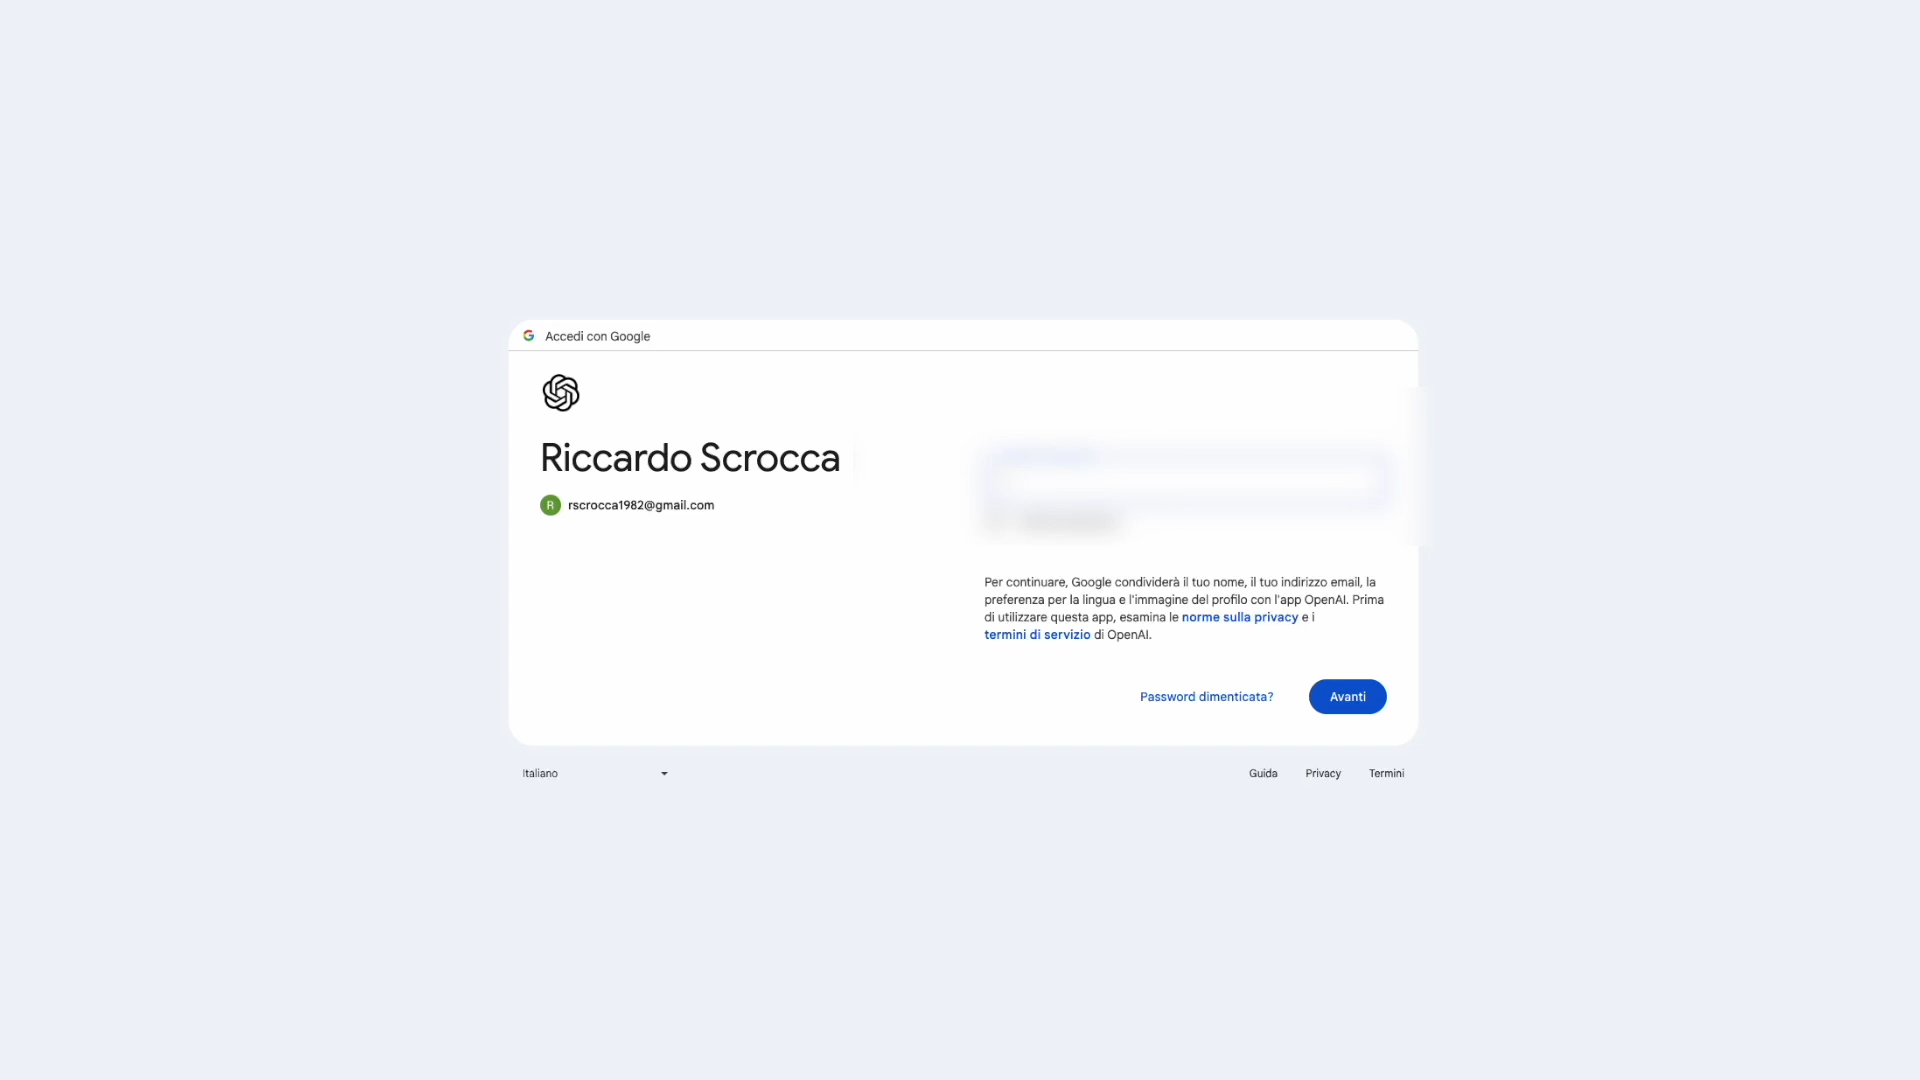 Accedi con Google
Riccardo Scrocca
R rscrocca1982@gmail.com
Per continuare, Google condividerà il tuo nome, il tuo indirizzo email, la
preferenza per la lingua e l'immagine del profilo con l'app OpenAI. Prima
di utilizzare questa app, esamina le norme sulla privacy e i
termini di servizio di OpenAI.
Password dimenticata? Avanti
Italiano Guida Privacy Termini